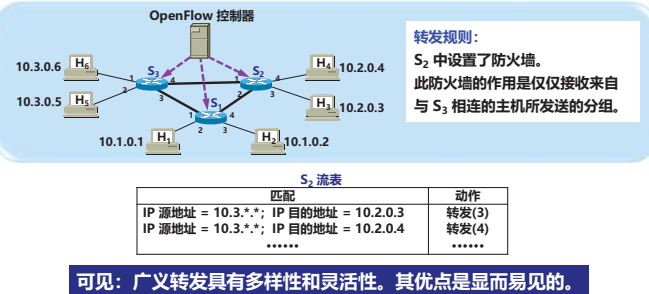 OpenFlow 控制器
转发规则：
S2 中设置了防火墙。
此防火墙的作用是仅仅接收来自
与 S3 相连的主机所发送的分组。
10.3.0.6
H6
10.3.0.5
H5
S3
1
2
3
4
S2
1
2
3
4
H4
10.2.0.4
H3
10.2.0.3
S1
1
2
3
4
10.1.0.1
H1
H2
10.1.0.2
S2 流表
匹配 动作
IP 源地址 = 10.3.*.*；IP 目的地址 = 10.2.0.3 转发(3)
IP 源地址 = 10.3.*.*；IP 目的地址 = 10.2.0.4 转发(4)
•••••• ••••••
可见：广义转发具有多样性和灵活性。其优点是显而易见的。